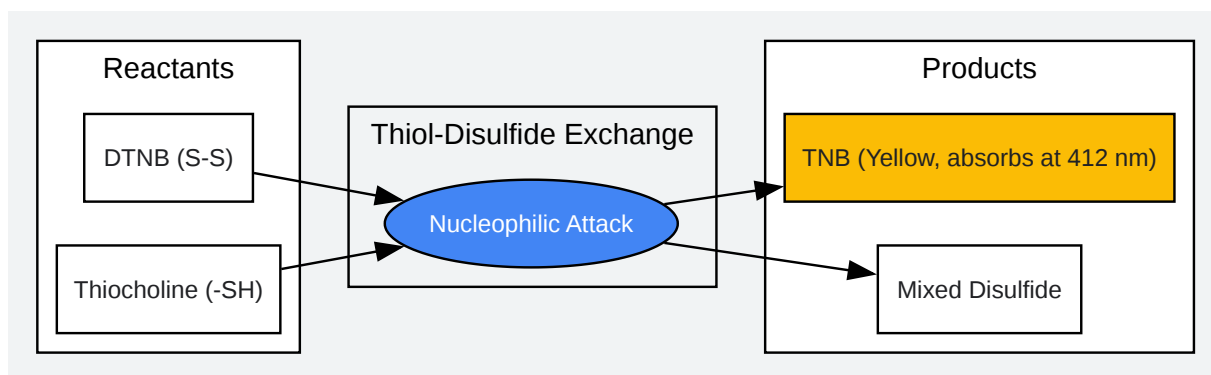 Reactants
DTNB (S-S)
Thiocholine (-SH)
Thiol-Disulfide Exchange
Nucleophilic Attack
Products
TNB (Yellow, absorbs at 412 nm)
Mixed Disulfide